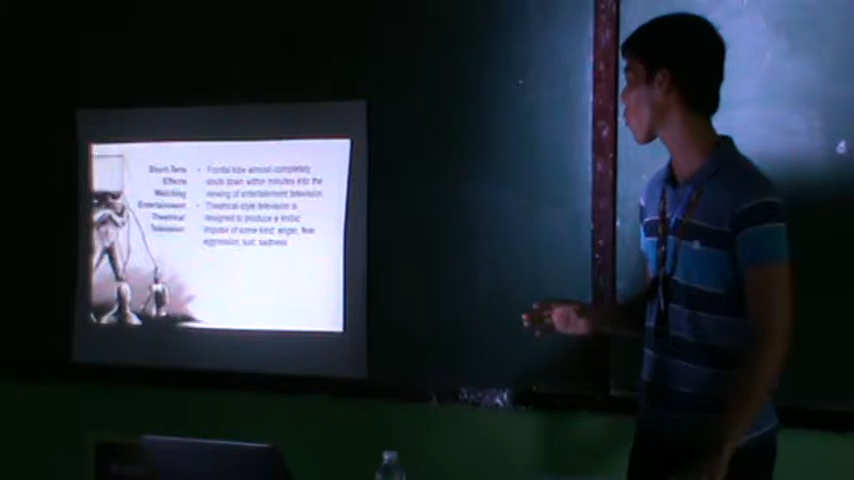 Short-Term
Effects
Watching
Entertainment
Theatrical
Television
• Frontal lobe almost completely
shuts down within minutes into the
viewing of entertainment television
• Theatrical-style television is
designed to produce a limbic
impulse of some kind: anger, fear,
aggression, lust, sadness